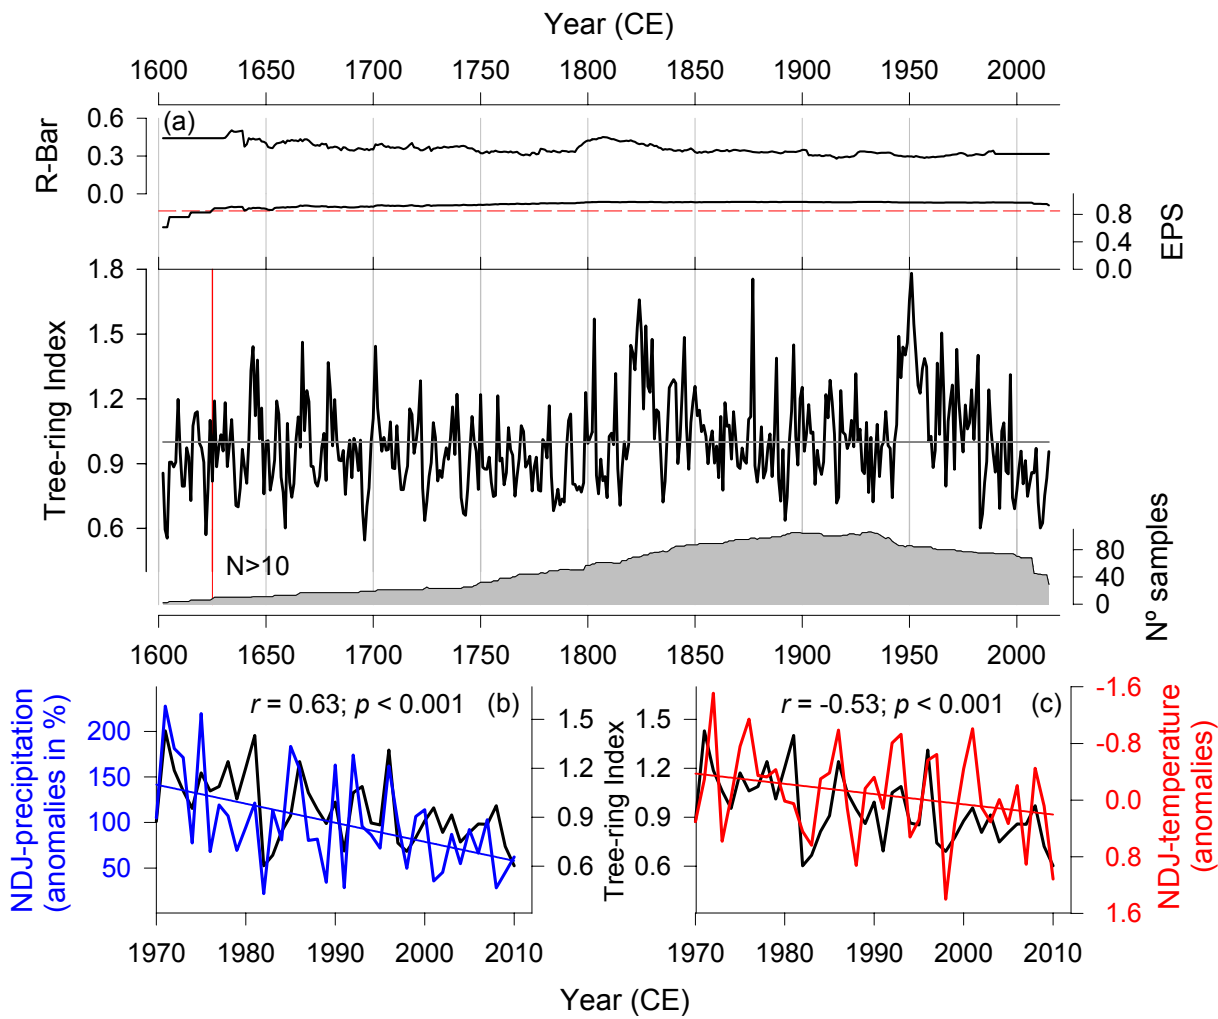 Year (CE)
1600 1650 1700 1750 1800 1850 1900 1950 2000
(a)
R-Bar
0.6
0.3
0.0
EPS
0.8
0.4
0.0
Tree-ring Index
1.8
1.5
1.2
0.9
0.6
N>10
Nº samples
80
40
0
1600 1650 1700 1750 1800 1850 1900 1950 2000
NDJ-precipitation
(anomalies in %)
200
150
100
50
r = 0.63; p < 0.001 (b)
1.5
1.2
0.9
0.6
Tree-ring Index
1970 1980 1990 2000 2010
1.5
1.2
0.9
0.6
r = -0.53; p < 0.001 (c)
-1.6
-0.8
0.0
0.8
1.6
NDJ-temperature
(anomalies)
1970 1980 1990 2000 2010
Year (CE)